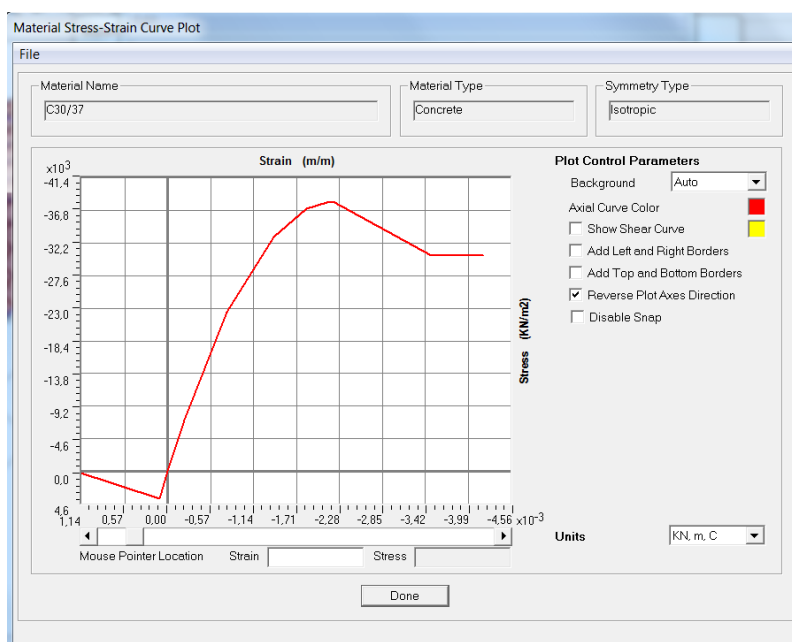 Material Stress-Strain Curve Plot
File
Material Name
C30/37
Material Type
Concrete
Symmetry Type
Isotropic
Strain (m/m)
x10³
-41,4
-36,8
-32,2
-27,6
-23,0
-18,4
-13,8
-9,2
-4,6
0,0
4,6
1,14 0,57 0,00 -0,57 -1,14 -1,71 -2,28 -2,85 -3,42 -3,99 -4,56 x10⁻³
Stress (KN/m2)
Mouse Pointer Location Strain Stress
Plot Control Parameters
Background Auto
Axial Curve Color
Show Shear Curve
Add Left and Right Borders
Add Top and Bottom Borders
Reverse Plot Axes Direction
Disable Snap
Units KN, m, C
Done